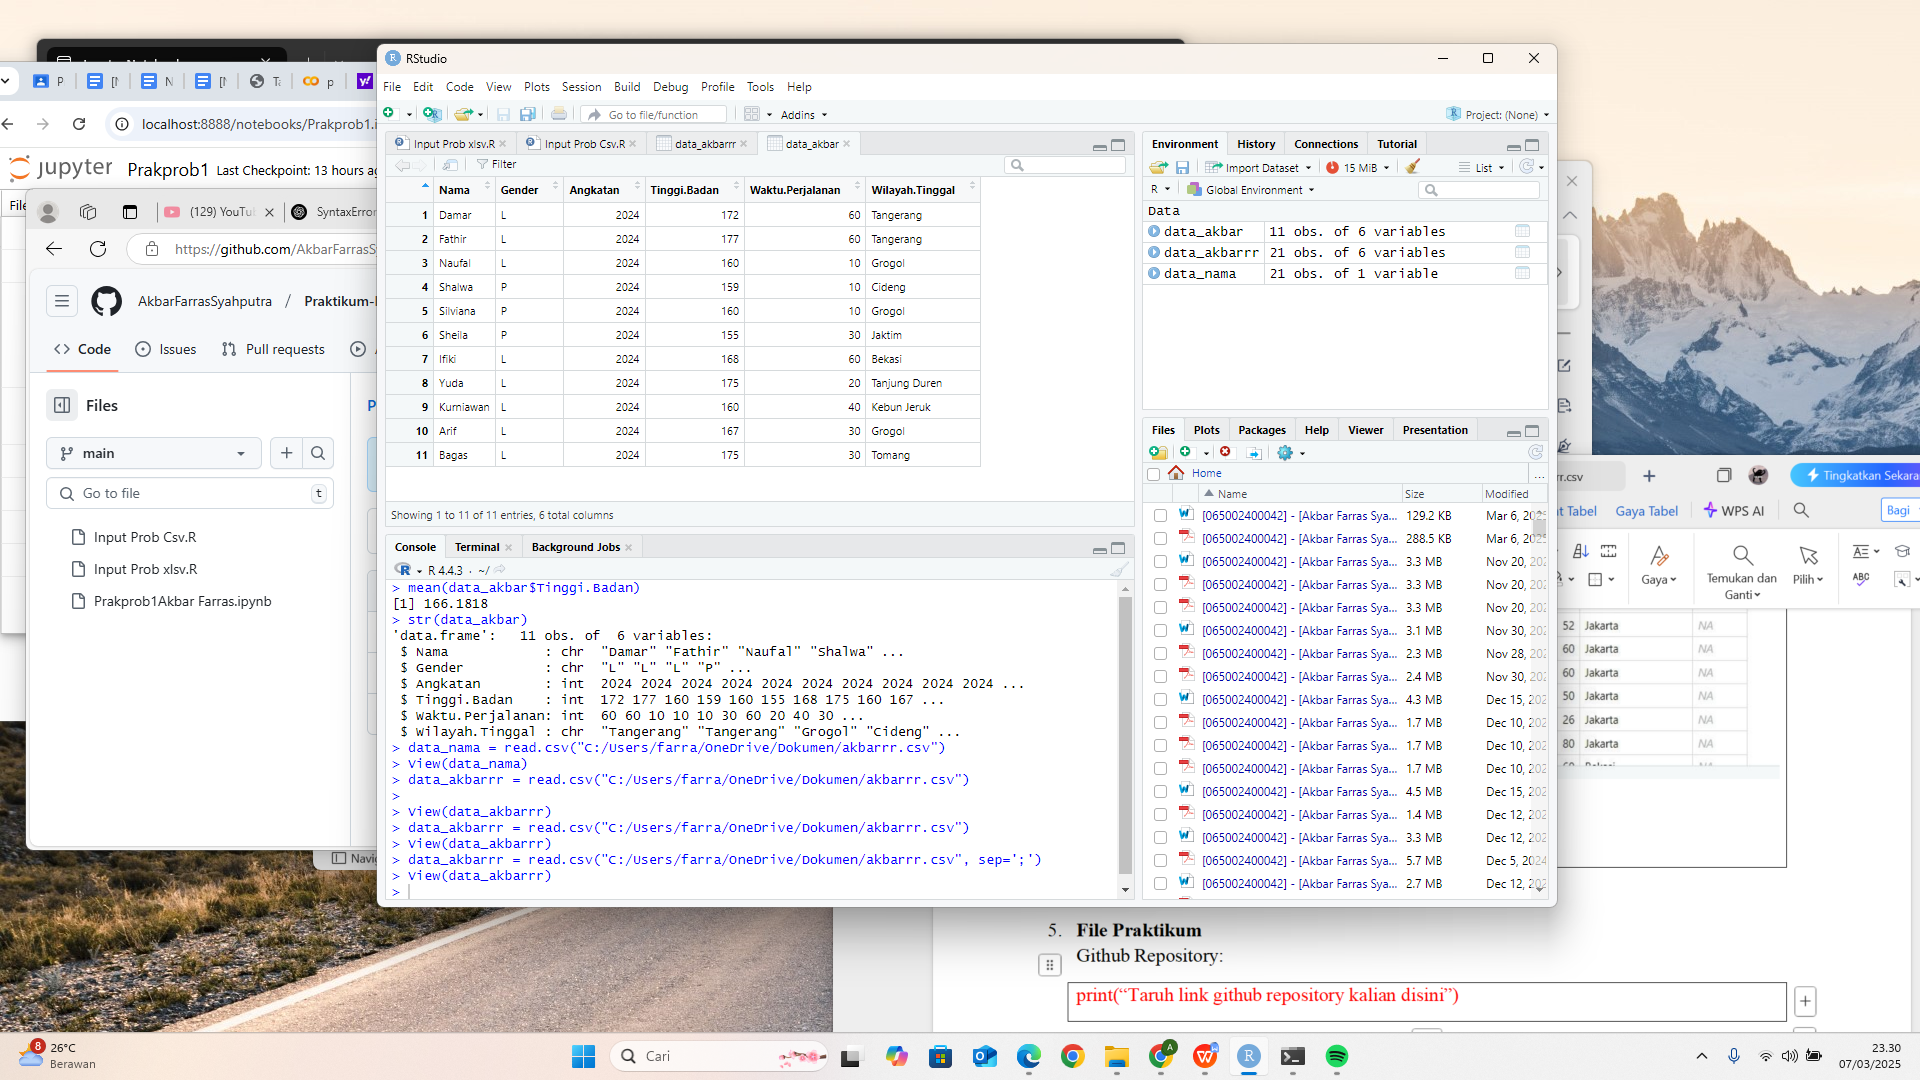 RStudio
File Edit Code View Plots Session Build Debug Profile Tools Help
Go to file/function Addins Project: (None)
Input Prob xlsv.R Input Prob Csv.R data_akbarrr data_akbar
Filter
Nama Gender Angkatan Tinggi.Badan Waktu.Perjalanan Wilayah.Tinggal
1 Damar L 2024 172 60 Tangerang
2 Fathir L 2024 177 60 Tangerang
3 Naufal L 2024 160 10 Grogol
4 Shalwa P 2024 159 10 Cideng
5 Silviana P 2024 160 10 Grogol
6 Sheila P 2024 155 30 Jaktim
7 Ifiki L 2024 168 60 Bekasi
8 Yuda L 2024 175 20 Tanjung Duren
9 Kurniawan L 2024 160 40 Kebun Jeruk
10 Arif L 2024 167 30 Grogol
11 Bagas L 2024 175 30 Tomang
Showing 1 to 11 of 11 entries, 6 total columns
Console Terminal Background Jobs
R 4.4.3 · ~/
> mean(data_akbar$Tinggi.Badan)
[1] 166.1818
> str(data_akbar)
'data.frame': 11 obs. of 6 variables:
$ Nama : chr "Damar" "Fathir" "Naufal" "Shalwa" ...
$ Gender : chr "L" "L" "L" "P" ...
$ Angkatan : int 2024 2024 2024 2024 2024 2024 2024 2024 2024 2024 ...
$ Tinggi.Badan : int 172 177 160 159 160 155 168 175 160 167 ...
$ Waktu.Perjalanan: int 60 60 10 10 10 30 60 20 40 30 ...
$ Wilayah.Tinggal : chr "Tangerang" "Tangerang" "Grogol" "Cideng" ...
> data_nama = read.csv("C:/Users/farra/OneDrive/Dokumen/akbarrr.csv")
> View(data_nama)
> data_akbarrr = read.csv("C:/Users/farra/OneDrive/Dokumen/akbarrr.csv")
>
> View(data_akbarrr)
> data_akbarrr = read.csv("C:/Users/farra/OneDrive/Dokumen/akbarrr.csv")
> View(data_akbarrr)
> data_akbarrr = read.csv("C:/Users/farra/OneDrive/Dokumen/akbarrr.csv", sep=';')
> View(data_akbarrr)
>
Environment History Connections Tutorial
Import Dataset 15 MiB List
R Global Environment
Data
data_akbar 11 obs. of 6 variables
data_akbarrr 21 obs. of 6 variables
data_nama 21 obs. of 1 variable
Files Plots Packages Help Viewer Presentation
Home ...
Name Size Modified
[065002400042] - [Akbar Farras Sya... 129.2 KB Mar 6, 202
[065002400042] - [Akbar Farras Sya... 288.5 KB Mar 6, 202
[065002400042] - [Akbar Farras Sya... 3.3 MB Nov 20, 202
[065002400042] - [Akbar Farras Sya... 3.3 MB Nov 20, 202
[065002400042] - [Akbar Farras Sya... 3.3 MB Nov 20, 202
[065002400042] - [Akbar Farras Sya... 3.1 MB Nov 30, 202
[065002400042] - [Akbar Farras Sya... 2.3 MB Nov 28, 202
[065002400042] - [Akbar Farras Sya... 2.4 MB Nov 30, 202
[065002400042] - [Akbar Farras Sya... 4.3 MB Dec 15, 202
[065002400042] - [Akbar Farras Sya... 1.7 MB Dec 10, 202
[065002400042] - [Akbar Farras Sya... 1.7 MB Dec 10, 202
[065002400042] - [Akbar Farras Sya... 1.7 MB Dec 10, 202
[065002400042] - [Akbar Farras Sya... 4.5 MB Dec 15, 202
[065002400042] - [Akbar Farras Sya... 1.4 MB Dec 12, 202
[065002400042] - [Akbar Farras Sya... 3.3 MB Dec 12, 202
[065002400042] - [Akbar Farras Sya... 5.7 MB Dec 5, 2024
[065002400042] - [Akbar Farras Sya... 2.7 MB Dec 12, 202
localhost:8888/notebooks/Prakprob1.i
jupyter Prakprob1 Last Checkpoint: 13 hours ag
File
(129) YouTu SyntaxError
https://github.com/AkbarFarrasSy
AkbarFarrasSyahputra / Praktikum-
Code Issues Pull requests
Files
main
Go to file t
Input Prob Csv.R
Input Prob xlsv.R
Prakprob1Akbar Farras.ipynb
Navig
rr.csv Tingkatkan Sekara
at Tabel Gaya Tabel WPS AI Bagi
Gaya Temukan dan Ganti Pilih ABC
52 Jakarta NA
60 Jakarta NA
60 Jakarta NA
50 Jakarta NA
26 Jakarta NA
80 Jakarta NA
5. File Praktikum
Github Repository:
print(“Taruh link github repository kalian disini”)
8 26°C
Berawan
Cari
23.30
07/03/2025